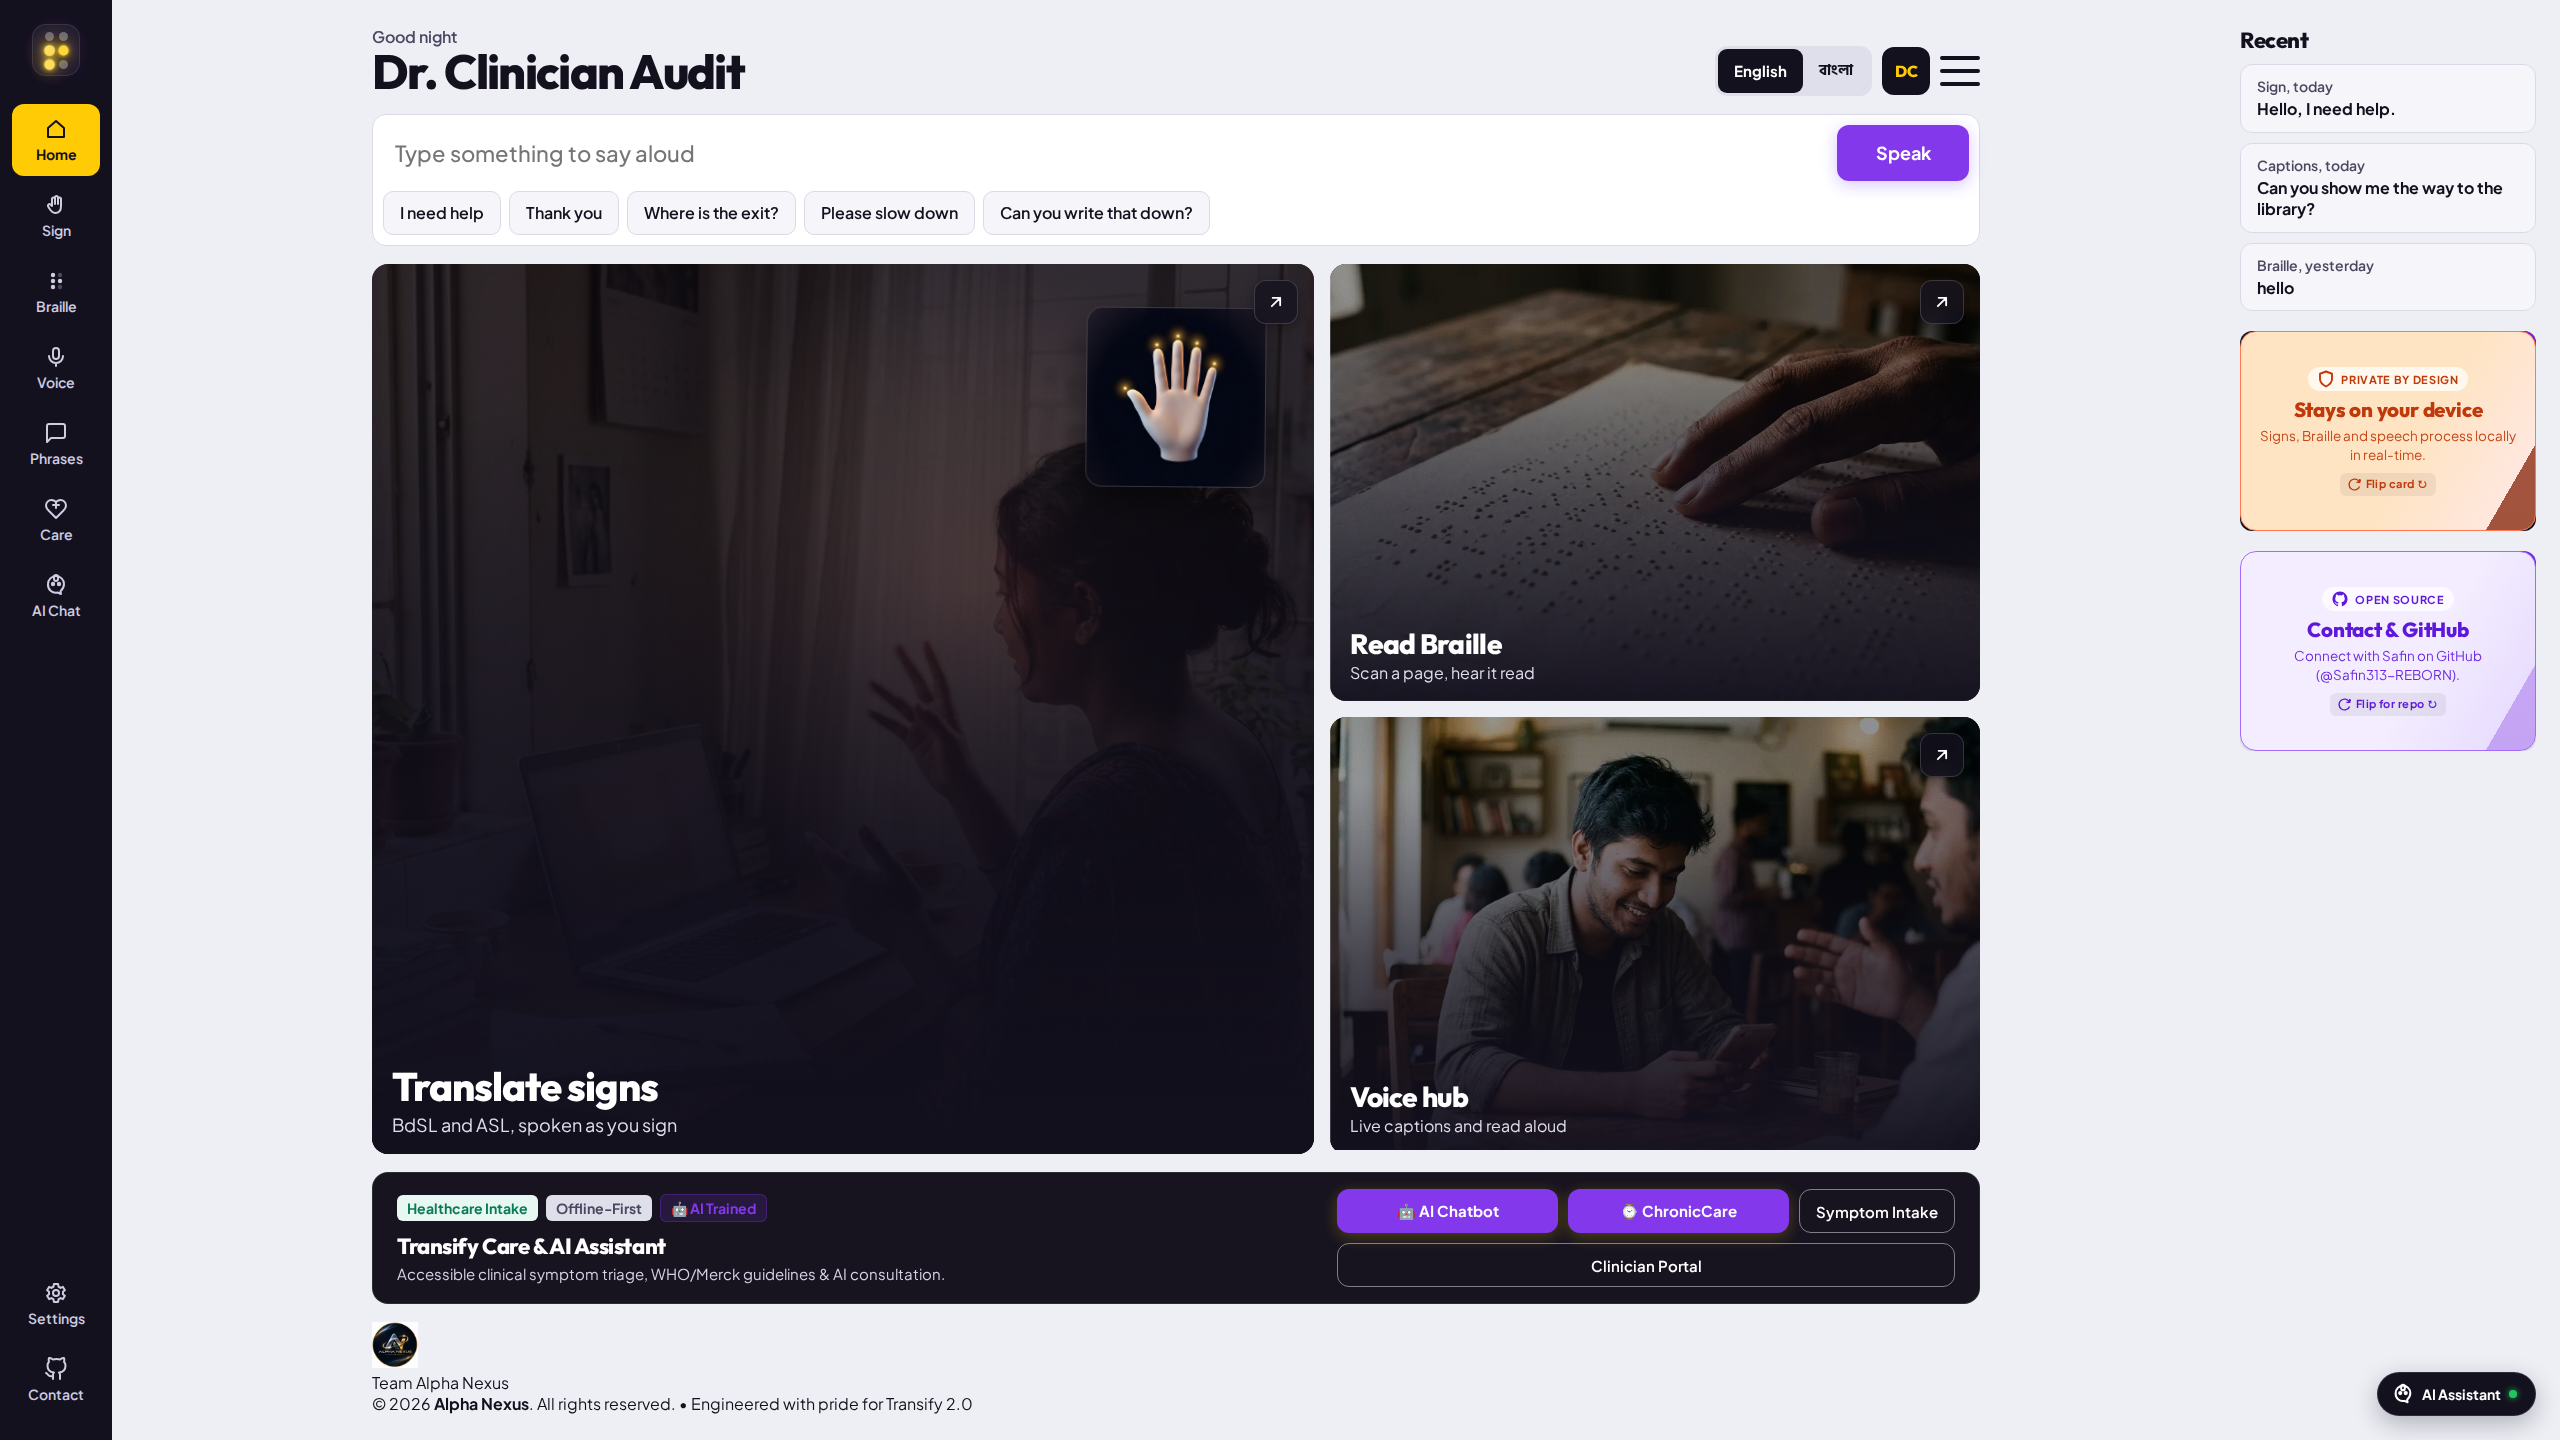 Home
Sign
Braille
Voice
Phrases
Care
AI Chat
Settings
Contact
Good night
Dr. Clinician Audit
English
বাংলা
DC
Type something to say aloud
Speak
I need help
Thank you
Where is the exit?
Please slow down
Can you write that down?
Translate signs
BdSL and ASL, spoken as you sign
Read Braille
Scan a page, hear it read
Voice hub
Live captions and read aloud
Healthcare Intake
Offline-First
🤖 AI Trained
Transify Care & AI Assistant
Accessible clinical symptom triage, WHO/Merck guidelines & AI consultation.
🤖 AI Chatbot
⌚ ChronicCare
Symptom Intake
Clinician Portal
Team Alpha Nexus
© 2026 Alpha Nexus. All rights reserved. • Engineered with pride for Transify 2.0
Recent
Sign, today
Hello, I need help.
Captions, today
Can you show me the way to the
library?
Braille, yesterday
hello
PRIVATE BY DESIGN
Stays on your device
Signs, Braille and speech process locally
in real-time.
Flip card ↻
OPEN SOURCE
Contact & GitHub
Connect with Safin on GitHub
(@Safin313-REBORN).
Flip for repo ↻
AI Assistant